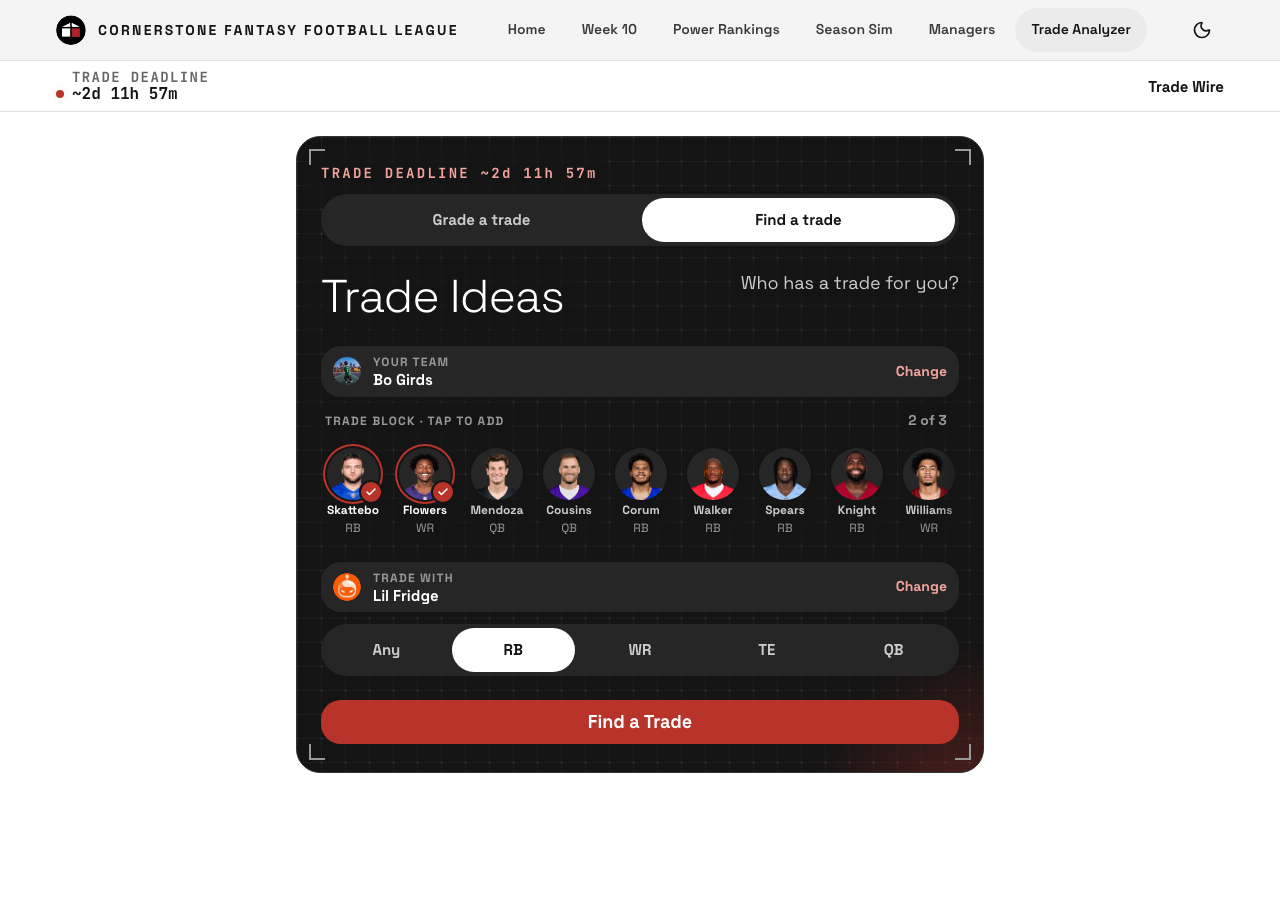 CORNERSTONE FANTASY FOOTBALL LEAGUE
Home
Week 10
Power Rankings
Season Sim
Managers
Trade Analyzer
TRADE DEADLINE
~2d 11h 57m
Trade Wire
TRADE DEADLINE ~2d 11h 57m
Grade a trade
Find a trade
Trade Ideas
Who has a trade for you?
YOUR TEAM
Bo Girds
Change
TRADE BLOCK · TAP TO ADD
2 of 3
Skattebo
RB
Flowers
WR
Mendoza
QB
Cousins
QB
Corum
RB
Walker
RB
Spears
RB
Knight
RB
Williams
WR
TRADE WITH
Lil Fridge
Change
Any
RB
WR
TE
QB
Find a Trade